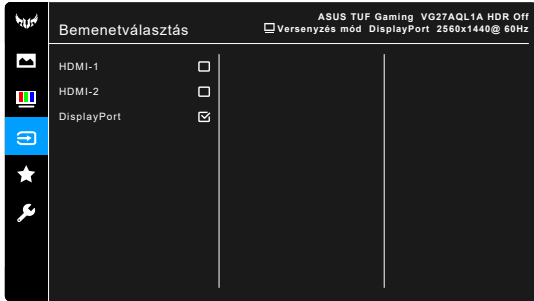 ASUS TUF Gaming VG27AQL1A HDR Off
Bemenetválasztás
Versenyzés mód DisplayPort 2560x1440@ 60Hz
HDMI-1
HDMI-2
DisplayPort